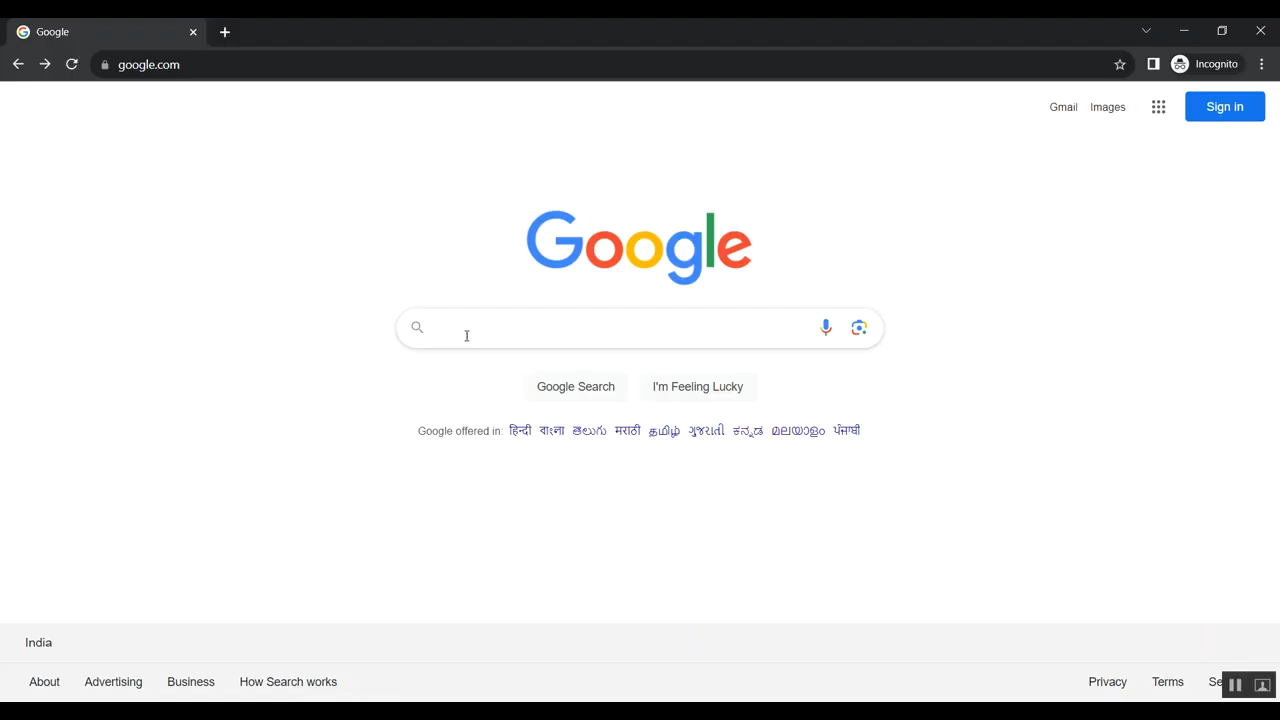 Google
google.com
Incognito
Gmail Images Sign in
Google
Google Search I'm Feeling Lucky
Google offered in: हिन्दी বাংলা తెలుగు मराठी தமிழ் ગુજરાતી ಕನ್ನಡ മലയാളം ਪੰਜਾਬੀ
India
About Advertising Business How Search works Privacy Terms